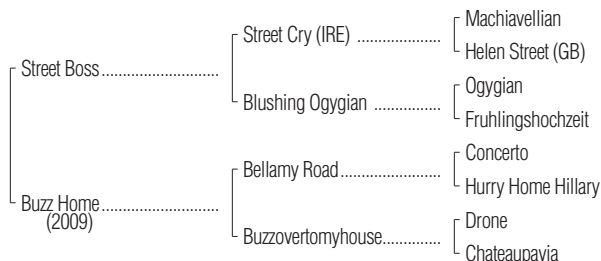 Machiavellian
Street Cry (IRE) ....................
Helen Street (GB)
Street Boss............................
Ogygian
Blushing Ogygian ................
Fruhlingshochzeit
Concerto
Bellamy Road........................
Hurry Home Hillary
Buzz Home............................
(2009)
Drone
Buzzovertomyhouse..............
Chateaupavia